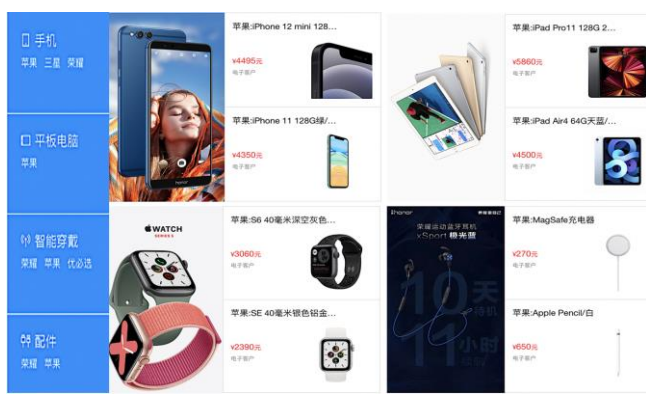 手机
苹果 三星 荣耀
平板电脑
苹果
智能穿戴
荣耀 苹果 优必选
配件
荣耀 苹果
honor
苹果:iPhone 12 mini 128...
¥4495元
电子客户
苹果:iPhone 11 128G绿/...
¥4350元
电子客户
苹果:iPad Pro11 128G 2...
¥5860元
电子客户
苹果:iPad Air4 64G天蓝/...
¥4500元
电子客户
WATCH
SERIES 5
苹果:S6 40毫米深空灰色...
¥3060元
电子客户
苹果:SE 40毫米银色铝金...
¥2390元
电子客户
honor
荣耀运动蓝牙耳机
xSport 极光蓝
10天
待机
11小时
苹果:MagSafe充电器
¥270元
电子客户
苹果:Apple Pencil/白
¥650元
电子客户